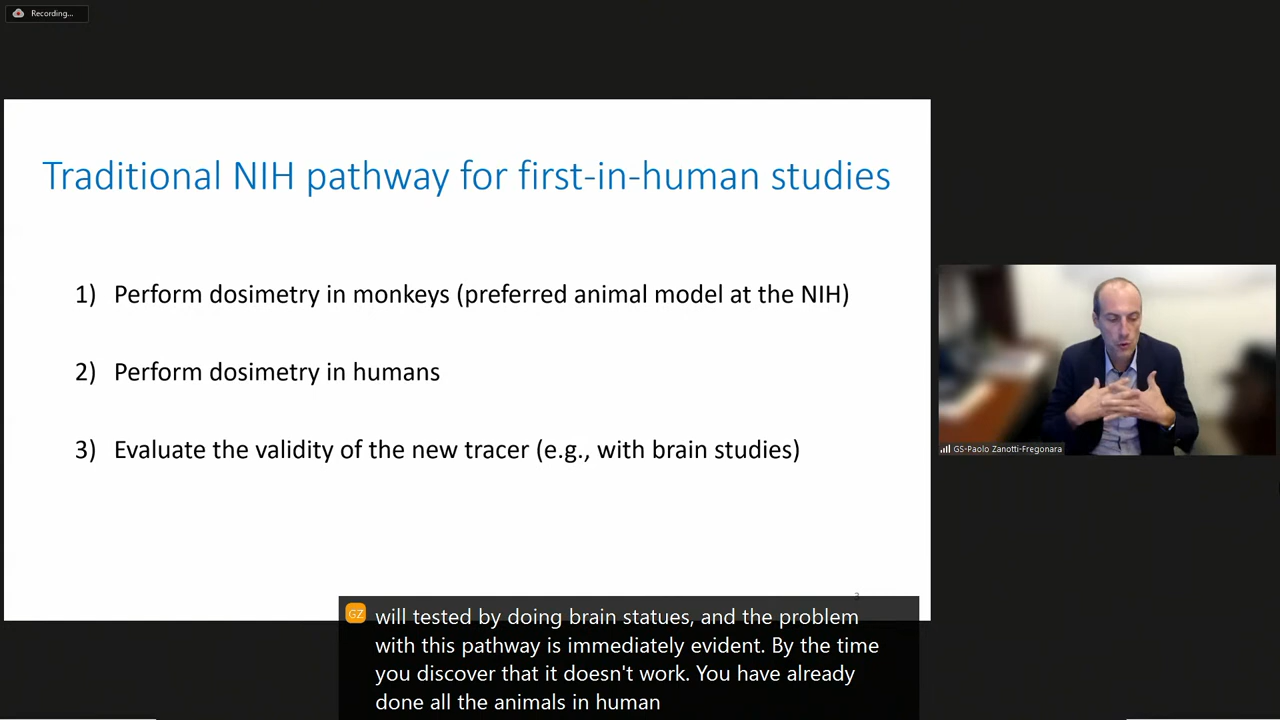 Recording...
Traditional NIH pathway for first-in-human studies
1) Perform dosimetry in monkeys (preferred animal model at the NIH)
2) Perform dosimetry in humans
3) Evaluate the validity of the new tracer (e.g., with brain studies)
GS-Paolo Zanotti-Fregonara
3
GZ
will tested by doing brain statues, and the problem
with this pathway is immediately evident. By the time
you discover that it doesn't work. You have already
done all the animals in human